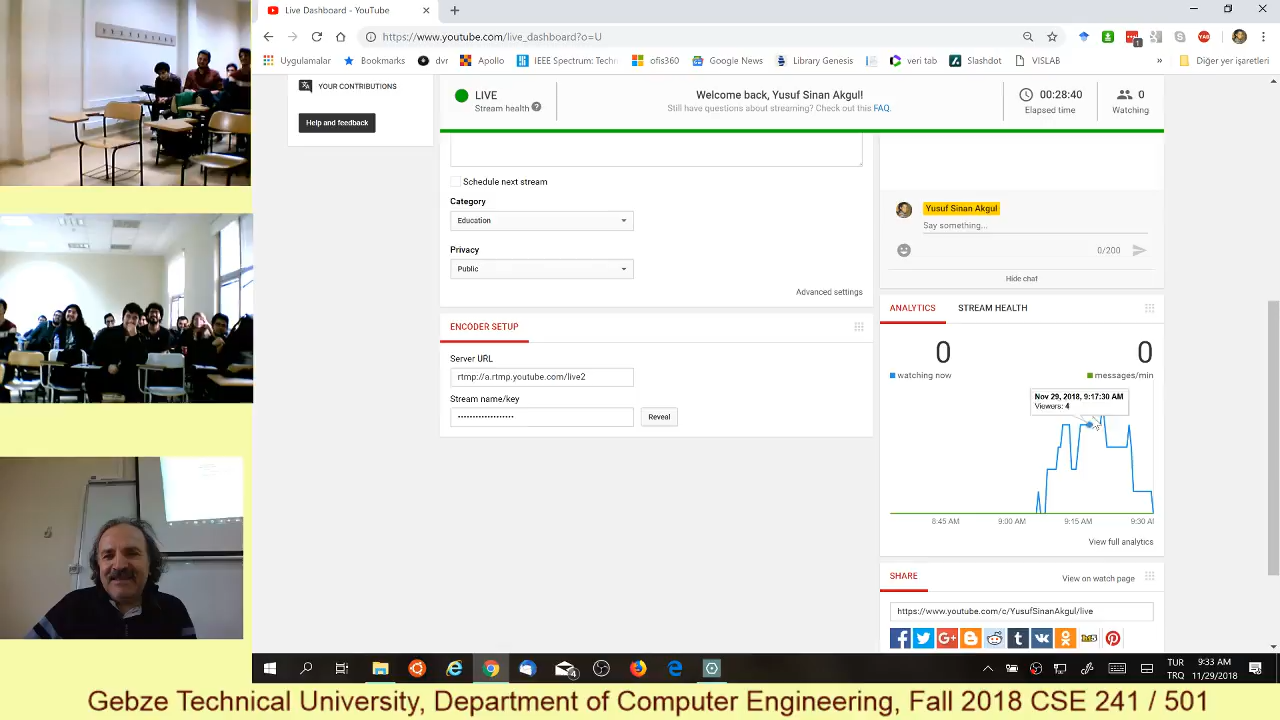 Live Dashboard - YouTube
https://www.youtube.com/live_dashboard?o=U
Uygulamalar
Bookmarks
dvr
Apollo
IEEE Spectrum: Techn
ofis360
Google News
Library Genesis
veri tab
Slashdot
VISLAB
»
Diğer yer işaretleri
YOUR CONTRIBUTIONS
Help and feedback
LIVE
Stream health
Welcome back, Yusuf Sinan Akgul!
Still have questions about streaming? Check out this FAQ.
00:28:40
Elapsed time
0
Watching
Schedule next stream
Category
Education
Privacy
Public
Advanced settings
ENCODER SETUP
Server URL
rtmp://a.rtmp.youtube.com/live2
Stream name/key
•••••••••••••••••••
Reveal
Yusuf Sinan Akgul
Say something...
0/200
Hide chat
ANALYTICS
STREAM HEALTH
0
watching now
0
messages/min
Nov 29, 2018, 9:17:30 AM
Viewers: 4
8:45 AM
9:00 AM
9:15 AM
9:30 AM
View full analytics
SHARE
View on watch page
https://www.youtube.com/c/YusufSinanAkgul/live
TUR
TRQ
9:33 AM
11/29/2018
Gebze Technical University, Department of Computer Engineering, Fall 2018 CSE 241 / 501